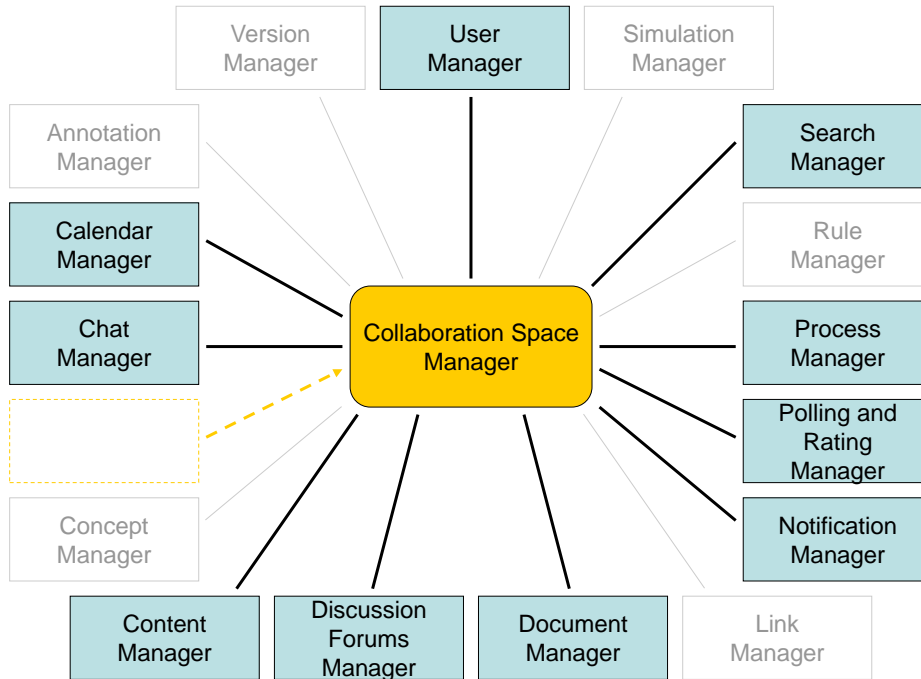 Version
Manager
User
Manager
Simulation
Manager
Annotation
Manager
Search
Manager
Calendar
Manager
Rule
Manager
Chat
Manager
Collaboration Space
Manager
Process
Manager
Polling and
Rating
Manager
Concept
Manager
Notification
Manager
Content
Manager
Discussion
Forums
Manager
Document
Manager
Link
Manager